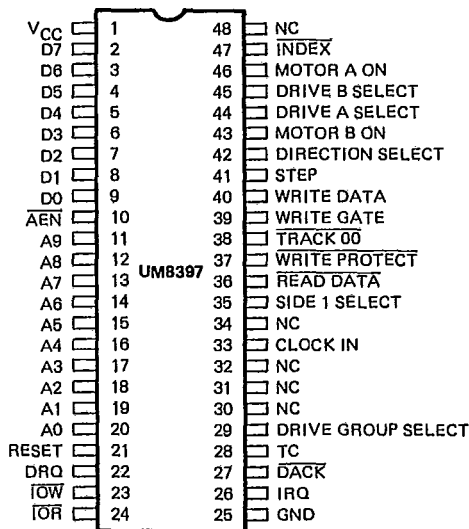 VCC 1 48 NC
D7 2 47 INDEX
D6 3 46 MOTOR A ON
D5 4 45 DRIVE B SELECT
D4 5 44 DRIVE A SELECT
D3 6 43 MOTOR B ON
D2 7 42 DIRECTION SELECT
D1 8 41 STEP
D0 9 40 WRITE DATA
AEN 10 39 WRITE GATE
A9 11 38 TRACK 00
A8 12 37 WRITE PROTECT
UM8397
A7 13 36 READ DATA
A6 14 35 SIDE 1 SELECT
A5 15 34 NC
A4 16 33 CLOCK IN
A3 17 32 NC
A2 18 31 NC
A1 19 30 NC
A0 20 29 DRIVE GROUP SELECT
RESET 21 28 TC
DRQ 22 27 DACK
IOW 23 26 IRQ
IOR 24 25 GND